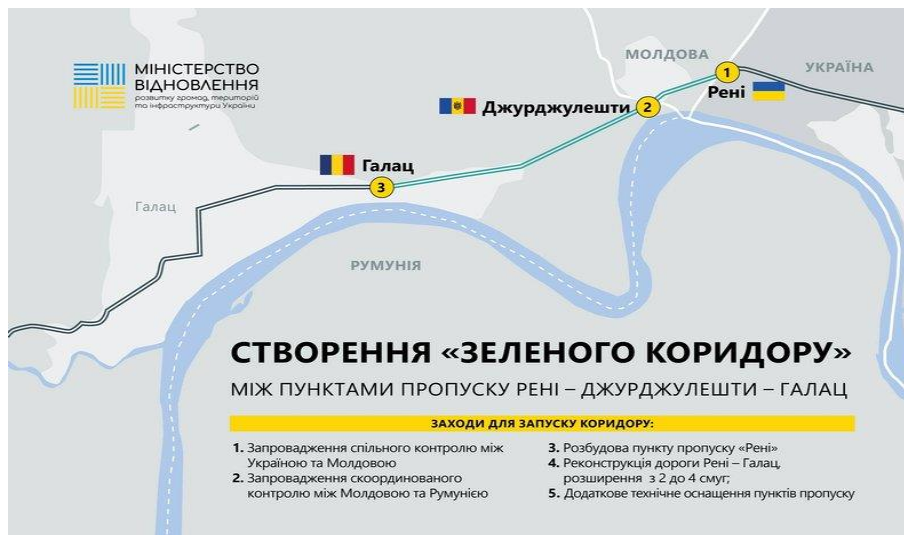 МІНІСТЕРСТВО
ВІДНОВЛЕННЯ
розвитку громад, територій
та інфраструктури України
МОЛДОВА
УКРАЇНА
1
Рені
2
Джурджулешти
Галац
3
Галац
РУМУНІЯ
СТВОРЕННЯ «ЗЕЛЕНОГО КОРИДОРУ»
МІЖ ПУНКТАМИ ПРОПУСКУ РЕНІ – ДЖУРДЖУЛЕШТИ – ГАЛАЦ
ЗАХОДИ ДЛЯ ЗАПУСКУ КОРИДОРУ:
1. Запровадження спільного контролю між
Україною та Молдовою
2. Запровадження скоординованого
контролю між Молдовою та Румунією
3. Розбудова пункту пропуску «Рені»
4. Реконструкція дороги Рені – Галац,
розширення з 2 до 4 смуг;
5. Додаткове технічне оснащення пунктів пропуску